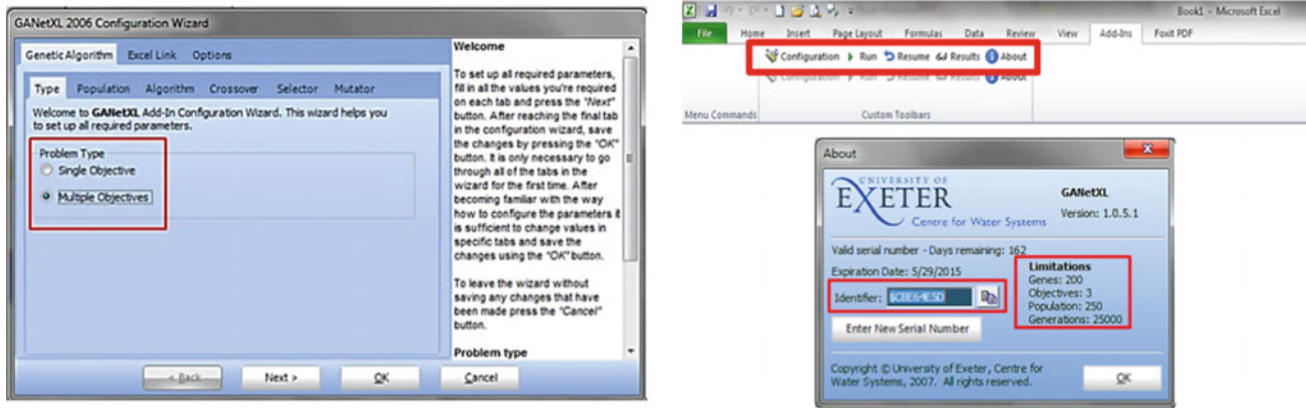 GANetXL 2006 Configuration Wizard
Genetic Algorithm Excel Link Options
Type Population Algorithm Crossover Selector Mutator
Welcome to GANetXL Add-In Configuration Wizard. This wizard helps you
to set up all required parameters.
Problem Type
Single Objective
Multiple Objectives
Welcome
To set up all required parameters,
fill in all the values you're required
on each tab and press the "Next"
button. After reaching the final tab
in the configuration wizard, save
the changes by pressing the "OK"
button. It is only necessary to go
through all of the tabs in the
wizard for the first time. After
becoming familiar with the way
how to configure the parameters it
is sufficient to change values in
specific tabs and save the
changes using the "OK" button.
To leave the wizard without
saving any changes that have
been made press the "Cancel"
button.
Problem type
< Back Next > OK Cancel
Book1 - Microsoft Excel
File Home Insert Page Layout Formulas Data Review View Add-Ins Foxit PDF
Configuration Run Resume Results About
Configuration Run Resume Results About
Menu Commands Custom Toolbars
About
UNIVERSITY OF
EXETER
Centre for Water Systems
GANetXL
Version: 1.0.5.1
Valid serial number - Days remaining: 162
Expiration Date: 5/29/2015
Identifier: $CBE64E5D
Enter New Serial Number
Limitations
Genes: 200
Objectives: 3
Population: 250
Generations: 25000
Copyright © University of Exeter, Centre for
Water Systems, 2007. All rights reserved.
OK